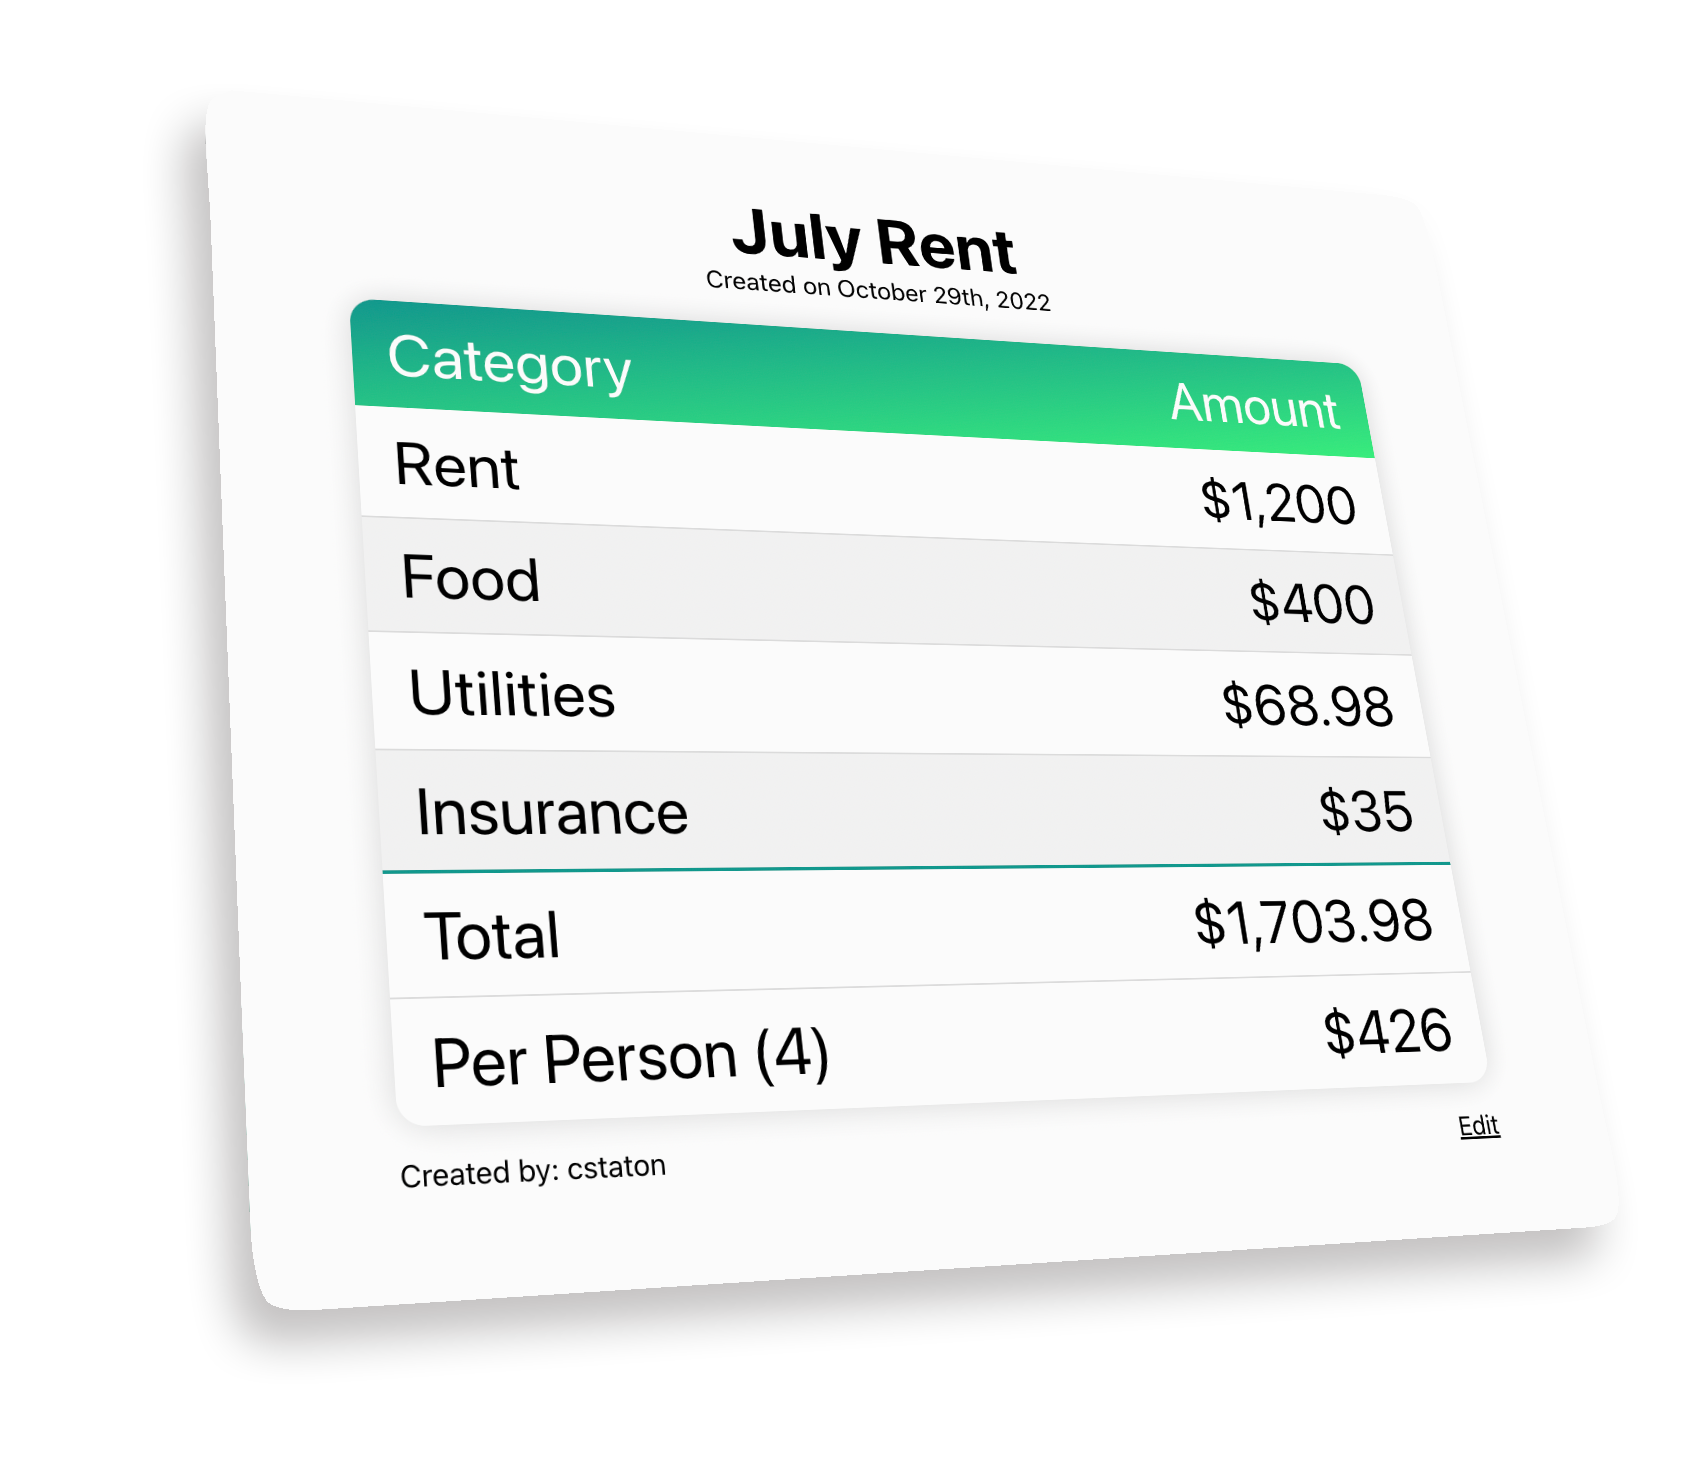 July Rent
Created on October 29th, 2022
Category Amount
Rent $1,200
Food $400
Utilities $68.98
Insurance $35
Total $1,703.98
Per Person (4) $426
Edit
Created by: cstaton